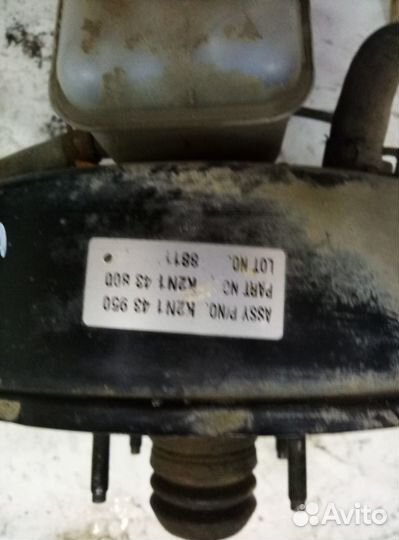 ASSY P/NO. K2N1 43 950
PART NO. K2N1 43 800
LOT NO. 8811
Avito